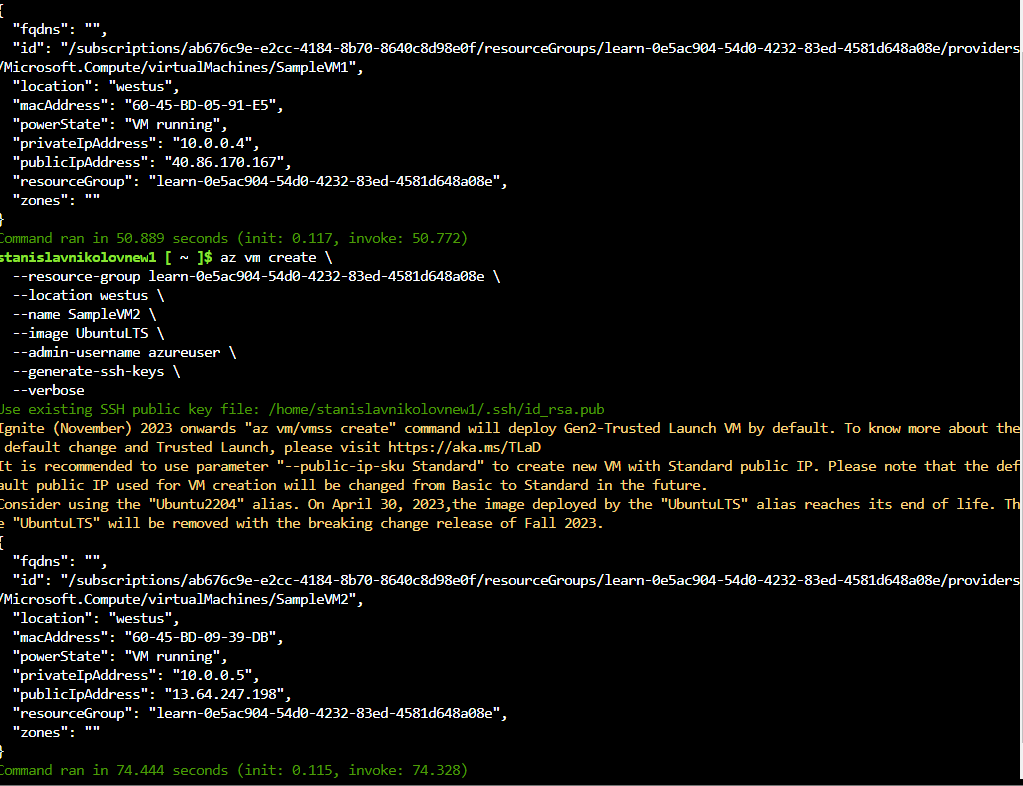 {
  "fqdns": "",
  "id": "/subscriptions/ab676c9e-e2cc-4184-8b70-8640c8d98e0f/resourceGroups/learn-0e5ac904-54d0-4232-83ed-4581d648a08e/providers
/Microsoft.Compute/virtualMachines/SampleVM1",
  "location": "westus",
  "macAddress": "60-45-BD-05-91-E5",
  "powerState": "VM running",
  "privateIpAddress": "10.0.0.4",
  "publicIpAddress": "40.86.170.167",
  "resourceGroup": "learn-0e5ac904-54d0-4232-83ed-4581d648a08e",
  "zones": ""
}
Command ran in 50.889 seconds (init: 0.117, invoke: 50.772)
stanislavnikolovnew1 [ ~ ]$ az vm create \
  --resource-group learn-0e5ac904-54d0-4232-83ed-4581d648a08e \
  --location westus \
  --name SampleVM2 \
  --image UbuntuLTS \
  --admin-username azureuser \
  --generate-ssh-keys \
  --verbose
Use existing SSH public key file: /home/stanislavnikolovnew1/.ssh/id_rsa.pub
Ignite (November) 2023 onwards "az vm/vmss create" command will deploy Gen2-Trusted Launch VM by default. To know more about the
 default change and Trusted Launch, please visit https://aka.ms/TLaD
It is recommended to use parameter "--public-ip-sku Standard" to create new VM with Standard public IP. Please note that the def
ault public IP used for VM creation will be changed from Basic to Standard in the future.
Consider using the "Ubuntu2204" alias. On April 30, 2023,the image deployed by the "UbuntuLTS" alias reaches its end of life. Th
e "UbuntuLTS" will be removed with the breaking change release of Fall 2023.
{
  "fqdns": "",
  "id": "/subscriptions/ab676c9e-e2cc-4184-8b70-8640c8d98e0f/resourceGroups/learn-0e5ac904-54d0-4232-83ed-4581d648a08e/providers
/Microsoft.Compute/virtualMachines/SampleVM2",
  "location": "westus",
  "macAddress": "60-45-BD-09-39-DB",
  "powerState": "VM running",
  "privateIpAddress": "10.0.0.5",
  "publicIpAddress": "13.64.247.198",
  "resourceGroup": "learn-0e5ac904-54d0-4232-83ed-4581d648a08e",
  "zones": ""
}
Command ran in 74.444 seconds (init: 0.115, invoke: 74.328)